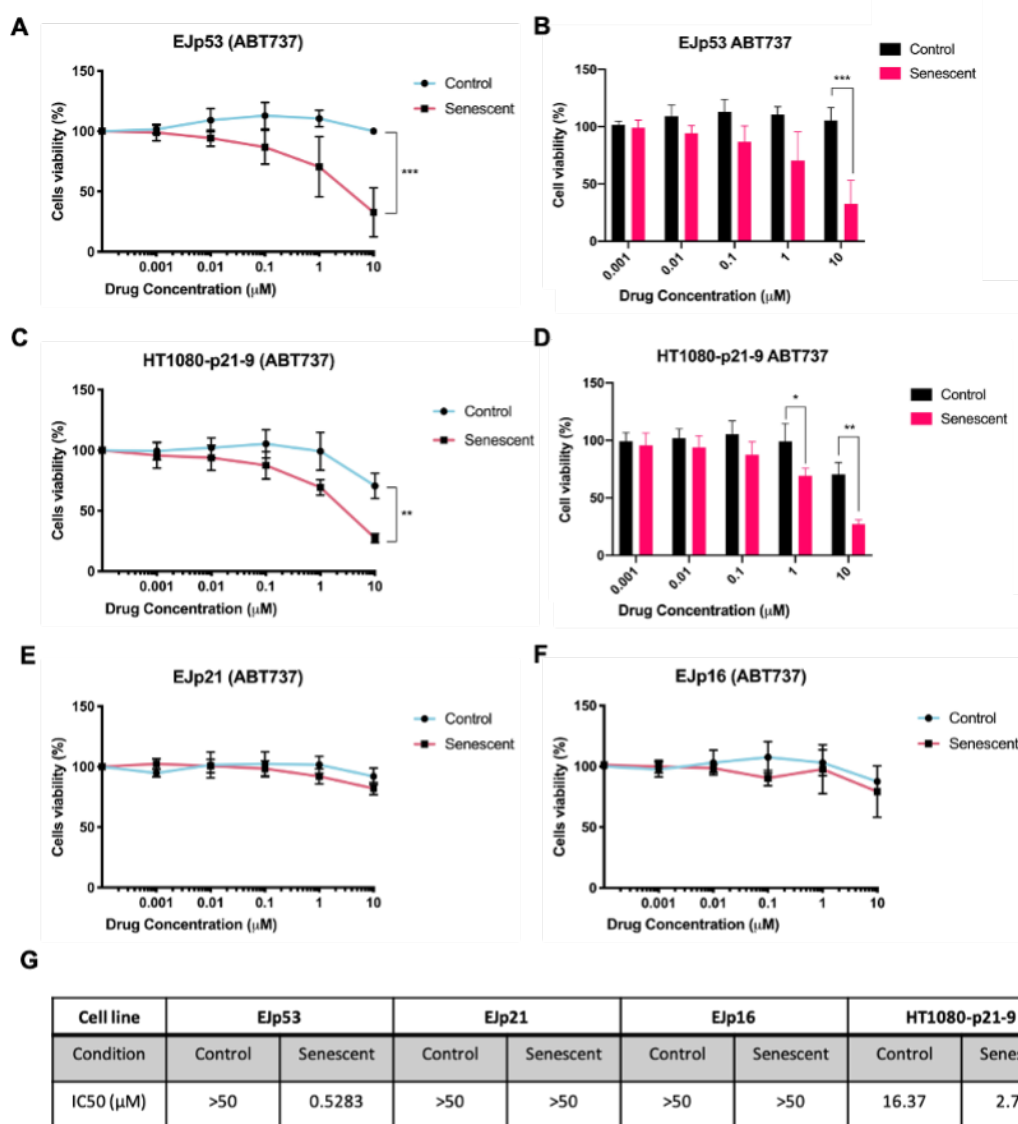 A
EJp53 (ABT737)
Cells viability (%)
150
100
50
0
0.001 0.01 0.1 1 10
Drug Concentration (μM)
Control
Senescent
***
B
EJp53 ABT737
Cell viability (%)
150
100
50
0
0.001 0.01 0.1 1 10
Drug Concentration (μM)
Control
Senescent
***
C
HT1080-p21-9 (ABT737)
Cells viability (%)
150
100
50
0
0.001 0.01 0.1 1 10
Drug Concentration (μM)
Control
Senescent
**
D
HT1080-p21-9 ABT737
Cell viability (%)
150
100
50
0
0.001 0.01 0.1 1 10
Drug Concentration (μM)
Control
Senescent
*
**
E
EJp21 (ABT737)
Cells viability (%)
150
100
50
0
0.001 0.01 0.1 1 10
Drug Concentration (μM)
Control
Senescent
F
EJp16 (ABT737)
Cells viability (%)
150
100
50
0
0.001 0.01 0.1 1 10
Drug Concentration (μM)
Control
Senescent
G
Cell line EJp53 EJp21 EJp16 HT1080-p21-9
Condition Control Senescent Control Senescent Control Senescent Control
IC50 (μM) >50 0.5283 >50 >50 >50 >50 16.37 2.7